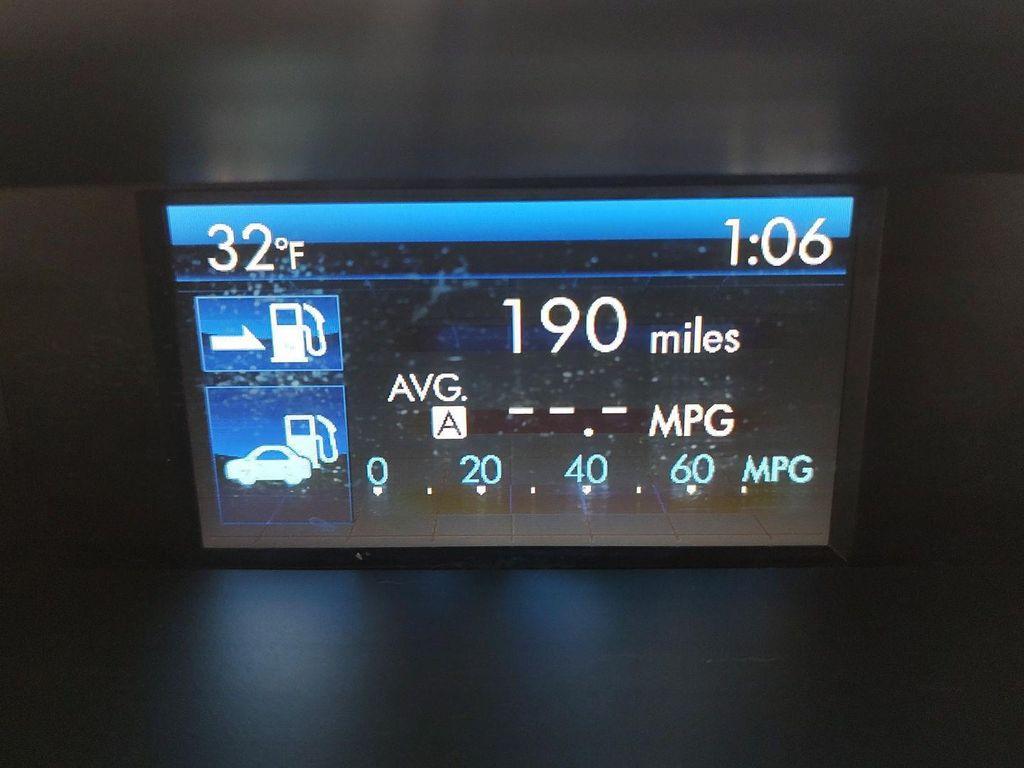 32°F 1:06
190 miles
AVG.
A --.- MPG
0 20 40 60 MPG